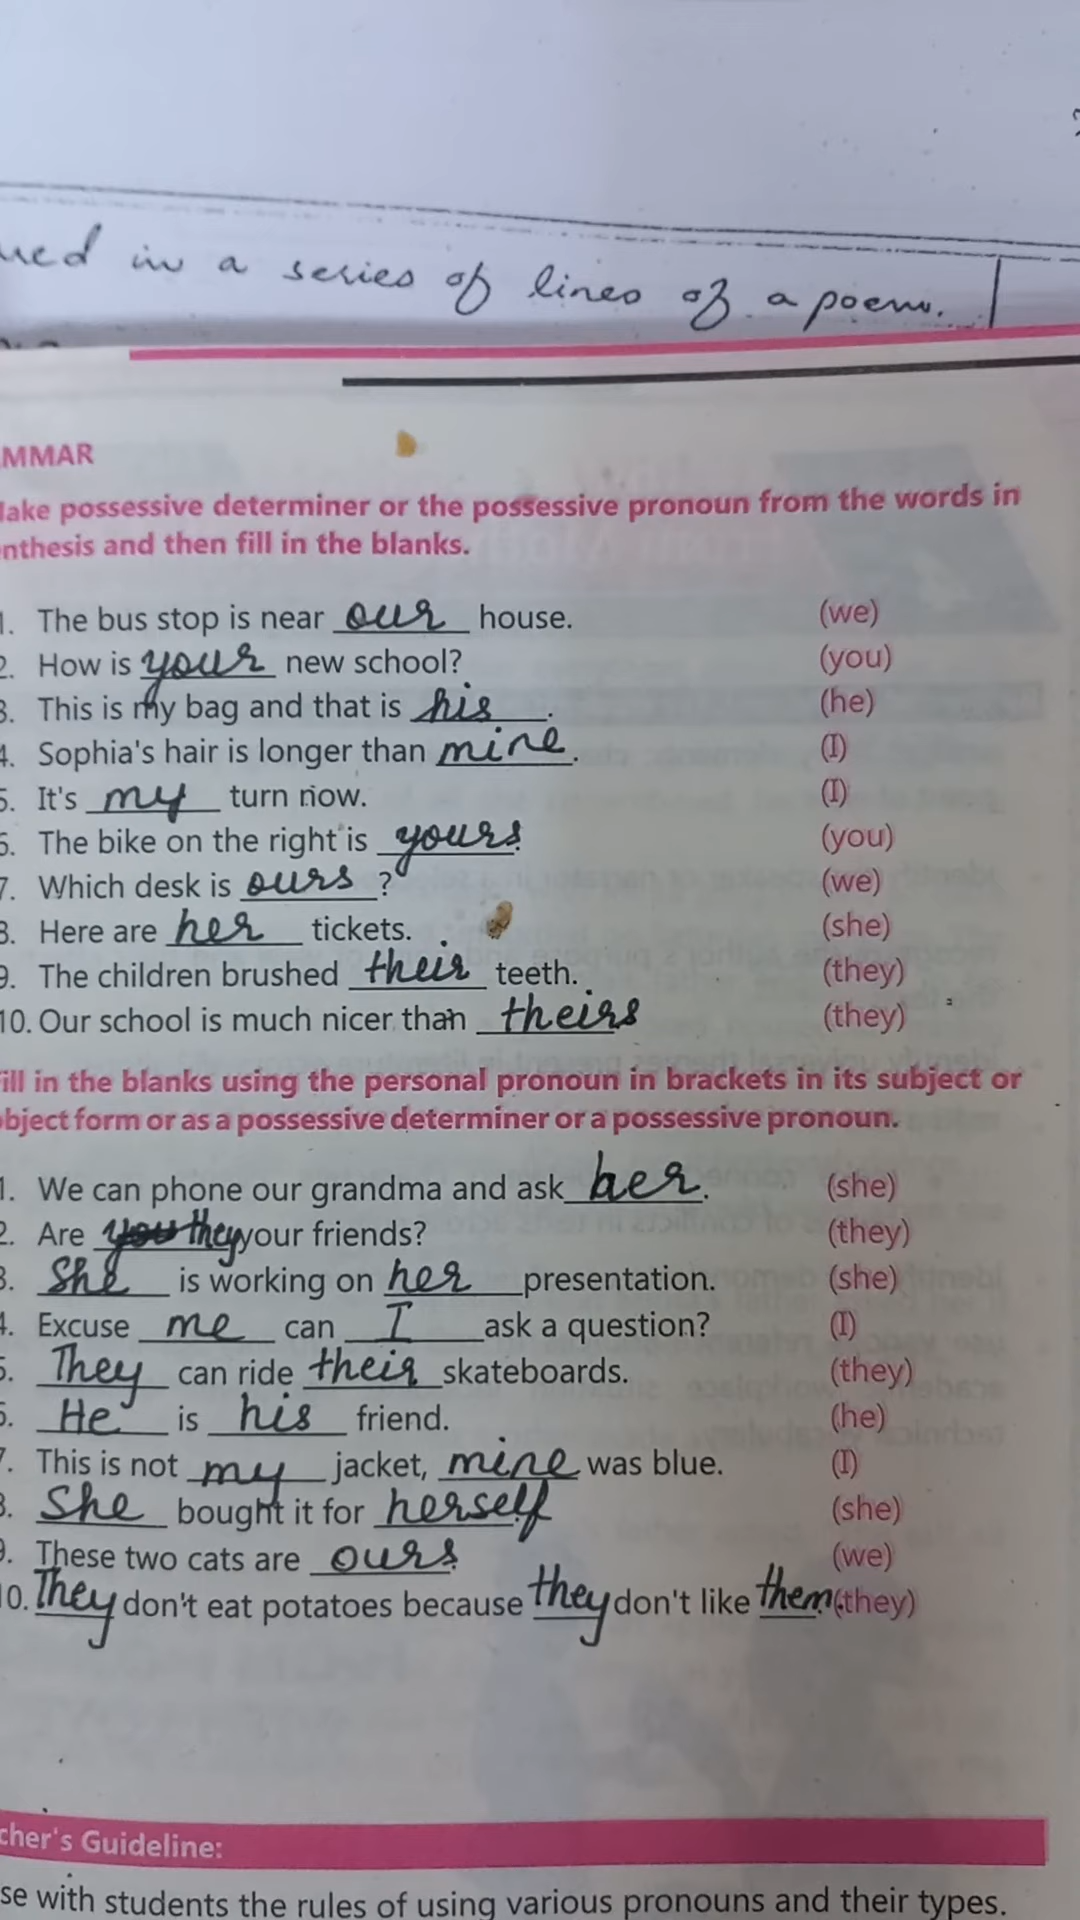 in a series of lines of a poem.
MMAR
possessive determiner or the possessive pronoun from the words in
nthesis and then fill in the blanks.
1. The bus stop is near our house. (we)
2. How is your new school? (you)
3. This is my bag and that is his. (he)
4. Sophia's hair is longer than mine. (I)
5. It's my turn now. (I)
6. The bike on the right is yours. (you)
7. Which desk is ours? (we)
8. Here are her tickets. (she)
9. The children brushed their teeth. (they)
10. Our school is much nicer than theirs (they)
ill in the blanks using the personal pronoun in brackets in its subject or
bject form or as a possessive determiner or a possessive pronoun.
1. We can phone our grandma and ask her. (she)
2. Are they your friends? (they)
3. She is working on her presentation. (she)
4. Excuse me can I ask a question? (I)
5. They can ride their skateboards. (they)
6. He is his friend. (he)
7. This is not my jacket, mine was blue. (I)
8. She bought it for herself. (she)
9. These two cats are ours. (we)
10. They don't eat potatoes because they don't like them. (they)
cher's Guideline:
se with students the rules of using various pronouns and their types.